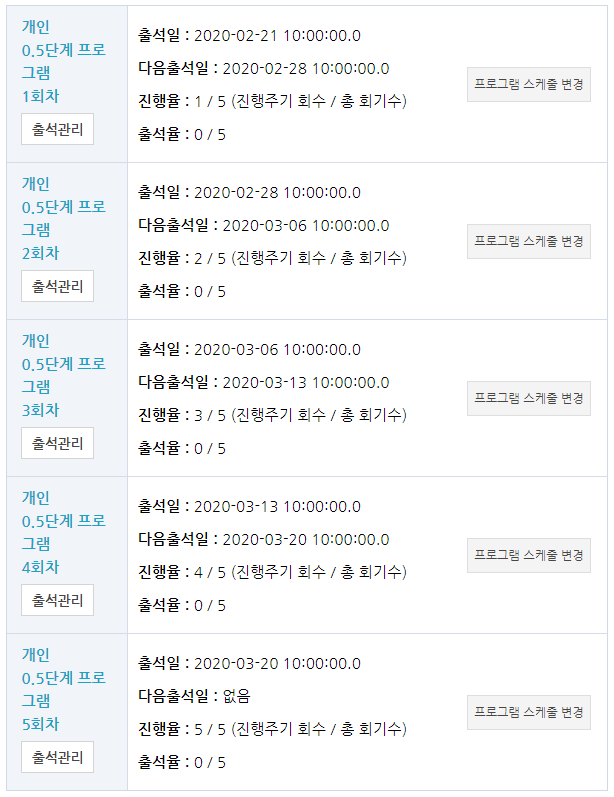 개인
0.5단계 프로
그램
1회차
출석관리
출석일 : 2020-02-21 10:00:00.0
다음출석일 : 2020-02-28 10:00:00.0
진행율 : 1 / 5 (진행주기 회수 / 총 회기수)
출석율 : 0 / 5
프로그램 스케줄 변경
개인
0.5단계 프로
그램
2회차
출석관리
출석일 : 2020-02-28 10:00:00.0
다음출석일 : 2020-03-06 10:00:00.0
진행율 : 2 / 5 (진행주기 회수 / 총 회기수)
출석율 : 0 / 5
프로그램 스케줄 변경
개인
0.5단계 프로
그램
3회차
출석관리
출석일 : 2020-03-06 10:00:00.0
다음출석일 : 2020-03-13 10:00:00.0
진행율 : 3 / 5 (진행주기 회수 / 총 회기수)
출석율 : 0 / 5
프로그램 스케줄 변경
개인
0.5단계 프로
그램
4회차
출석관리
출석일 : 2020-03-13 10:00:00.0
다음출석일 : 2020-03-20 10:00:00.0
진행율 : 4 / 5 (진행주기 회수 / 총 회기수)
출석율 : 0 / 5
프로그램 스케줄 변경
개인
0.5단계 프로
그램
5회차
출석관리
출석일 : 2020-03-20 10:00:00.0
다음출석일 : 없음
진행율 : 5 / 5 (진행주기 회수 / 총 회기수)
출석율 : 0 / 5
프로그램 스케줄 변경